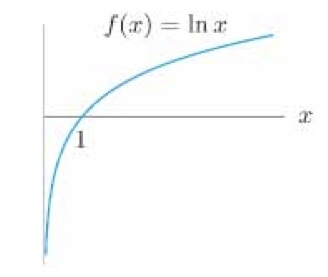 f(x) = ln x
x
1